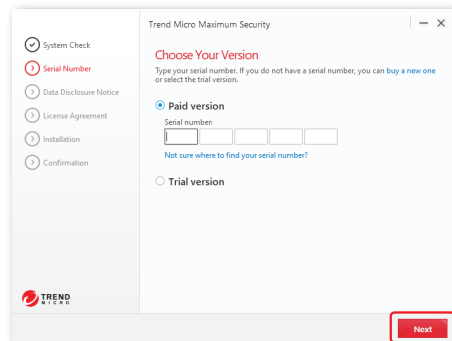 Trend Micro Maximum Security
System Check
Serial Number
Data Disclosure Notice
License Agreement
Installation
Confirmation
Choose Your Version
Type your serial number. If you do not have a serial number, you can buy a new one
or select the trial version.
Paid version
Serial number:
Not sure where to find your serial number?
Trial version
TREND
MICRO
Next